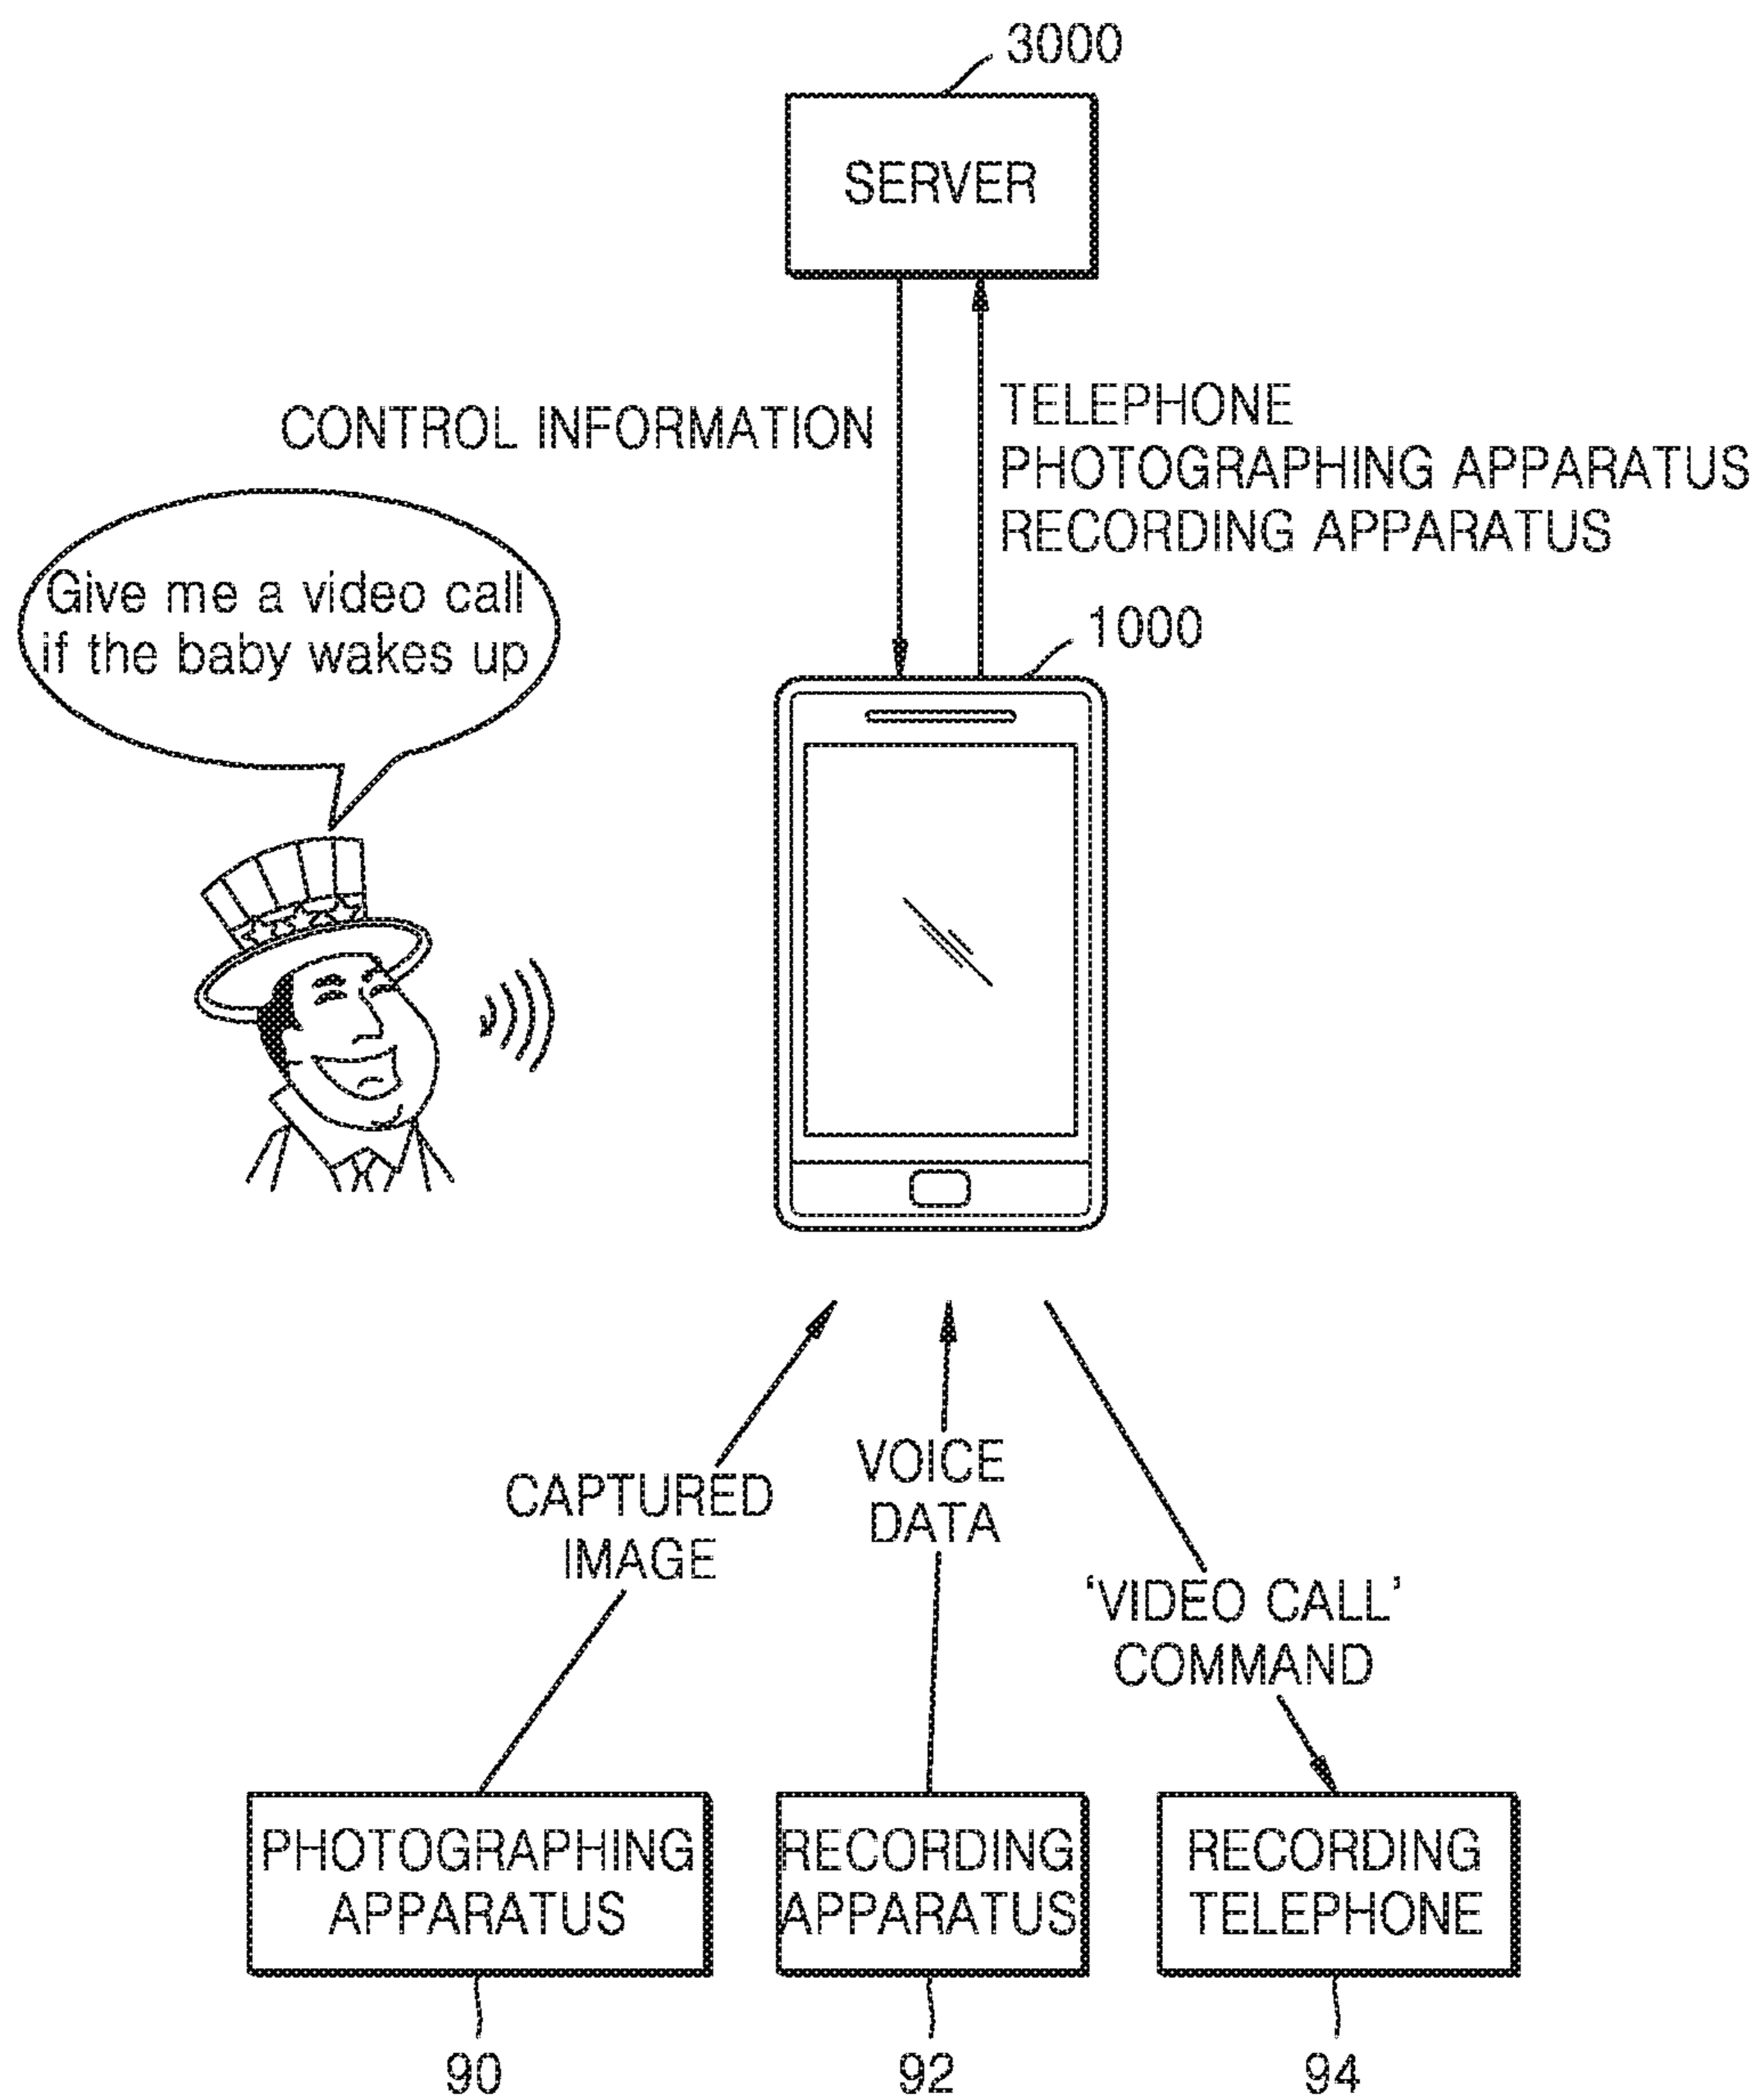 3000
SERVER
CONTROL INFORMATION
TELEPHONE
PHOTOGRAPHING APPARATUS
RECORDING APPARATUS
Give me a video call
if the baby wakes up
1000
CAPTURED
IMAGE
VOICE
DATA
‘VIDEO CALL’
COMMAND
PHOTOGRAPHING
APPARATUS
RECORDING
APPARATUS
RECORDING
TELEPHONE
90
92
94